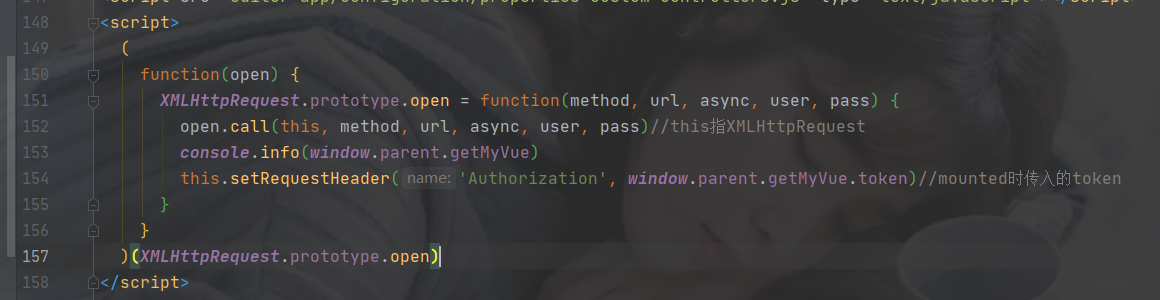 148 <script>
149 (
150 function(open) {
151 XMLHttpRequest.prototype.open = function(method, url, async, user, pass) {
152 open.call(this, method, url, async, user, pass)//this指XMLHttpRequest
153 console.info(window.parent.getMyVue)
154 this.setRequestHeader( name: 'Authorization', window.parent.getMyVue.token)//mounted时传入的token
155 }
156 }
157 )(XMLHttpRequest.prototype.open)
158 </script>